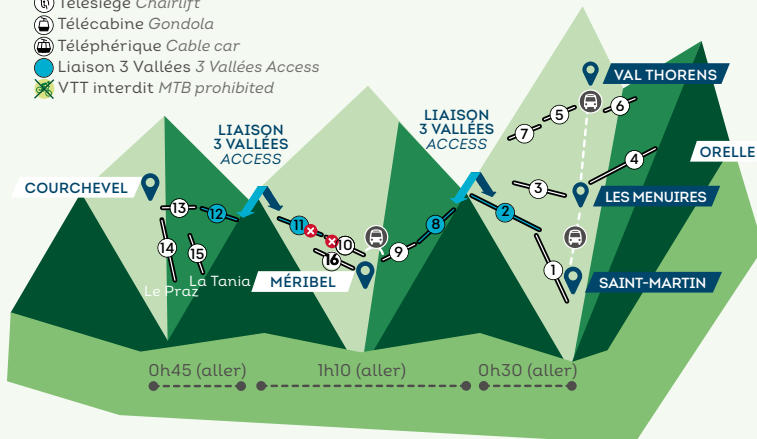 Télésiège Chairlift
Télécabine Gondola
Téléphérique Cable car
Liaison 3 Vallées 3 Vallées Access
VTT interdit MTB prohibited
LIAISON
3 VALLÉES
ACCESS
LIAISON
3 VALLÉES
ACCESS
VAL THORENS
5
6
7
ORELLE
4
COURCHEVEL
3
LES MENUIRES
13
12
2
11
8
14
10
15
9
16
1
La Tania
MÉRIBEL
SAINT-MARTIN
Le Praz
0h45 (aller)
1h10 (aller)
0h30 (aller)